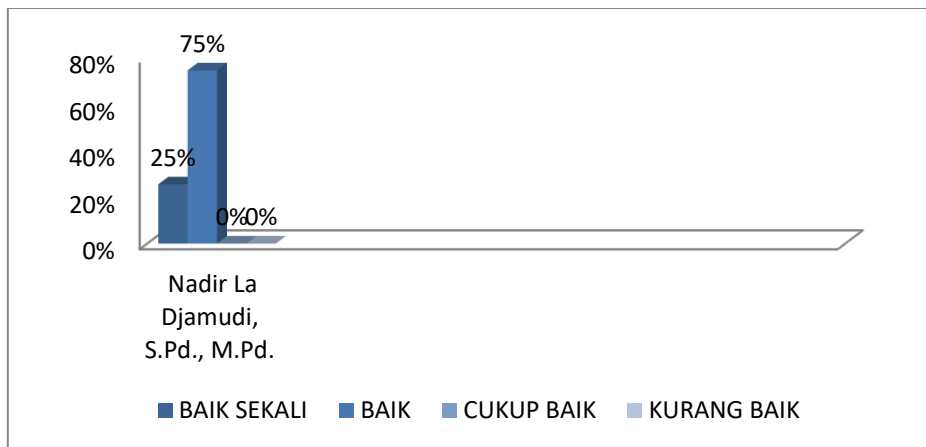 75%
80%
60%
25%
40%
0% 0%
20%
0%
Nadir La
Djamudi,
S.Pd., M.Pd.
BAIK SEKALI BAIK CUKUP BAIK KURANG BAIK